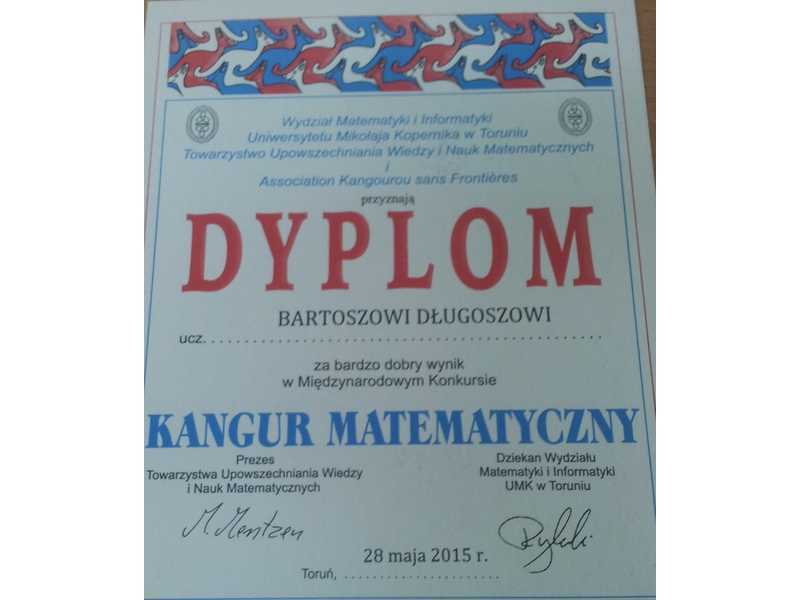 Wydział Matematyki i Informatyki
Uniwersytetu Mikołaja Kopernika w Toruniu
Towarzystwo Upowszechniania Wiedzy i Nauk Matematycznych
i
Association Kangourou sans Frontières
przyznają
DYPLOM
BARTOSZOWI DŁUGOSZOWI
ucz.
za bardzo dobry wynik
w Międzynarodowym Konkursie
KANGUR MATEMATYCZNY
Prezes
Towarzystwa Upowszechniania Wiedzy
i Nauk Matematycznych
Dziekan Wydziału
Matematyki i Informatyki
UMK w Toruniu
M. Mentzen
28 maja 2015 r.
Toruń,